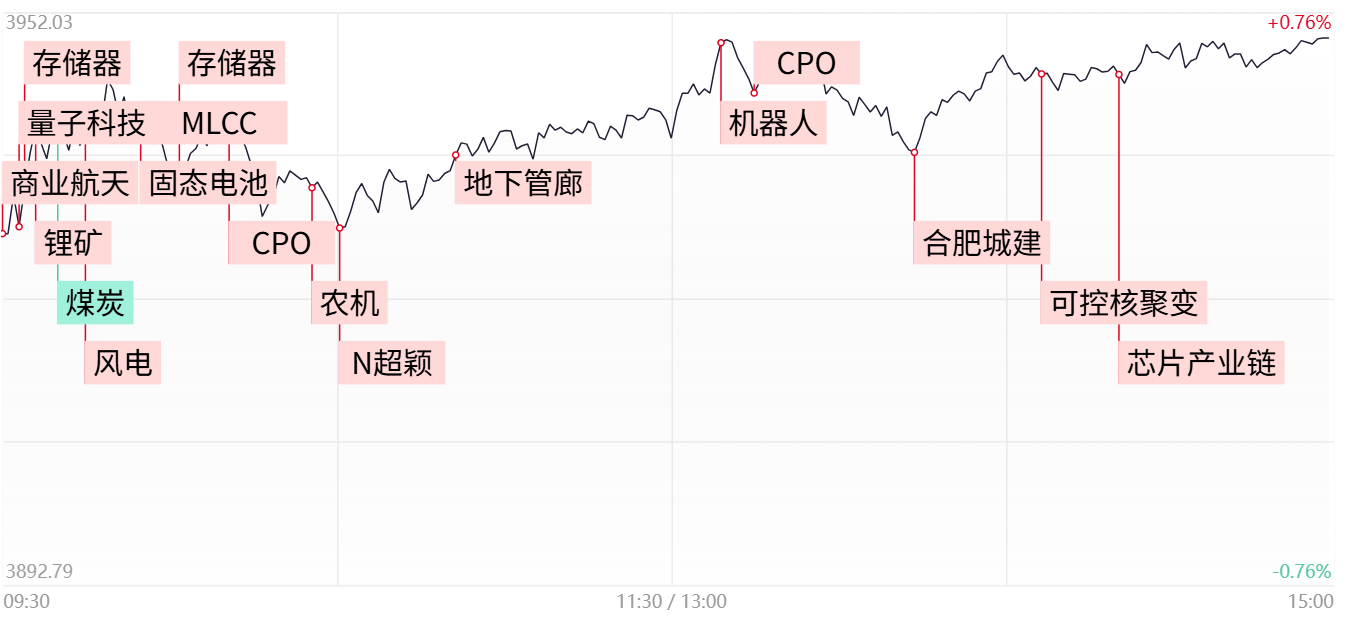 3952.03
+0.76%
存储器
存储器
CPO
量子科技
MLCC
机器人
商业航天
固态电池
地下管廊
锂矿
CPO
合肥城建
煤炭
农机
可控核聚变
风电
N超颖
芯片产业链
3892.79
-0.76%
09:30
11:30 / 13:00
15:00